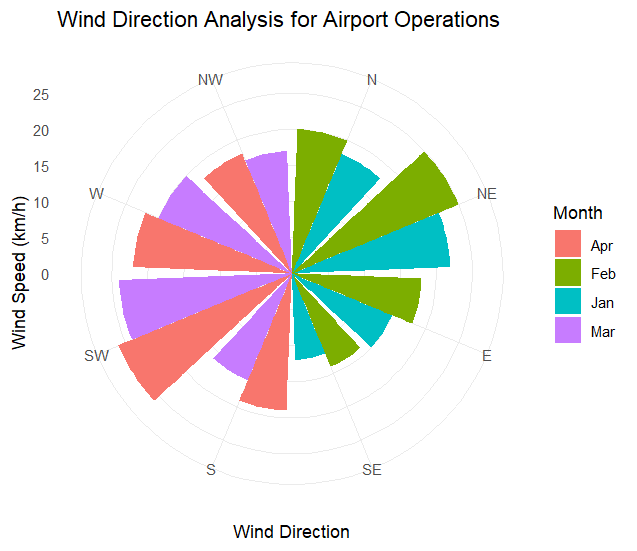 Wind Direction Analysis for Airport Operations
NW
N
25
20
15
10
5
0
W
NE
SW
E
S
SE
Wind Speed (km/h)
Wind Direction
Month
Apr
Feb
Jan
Mar